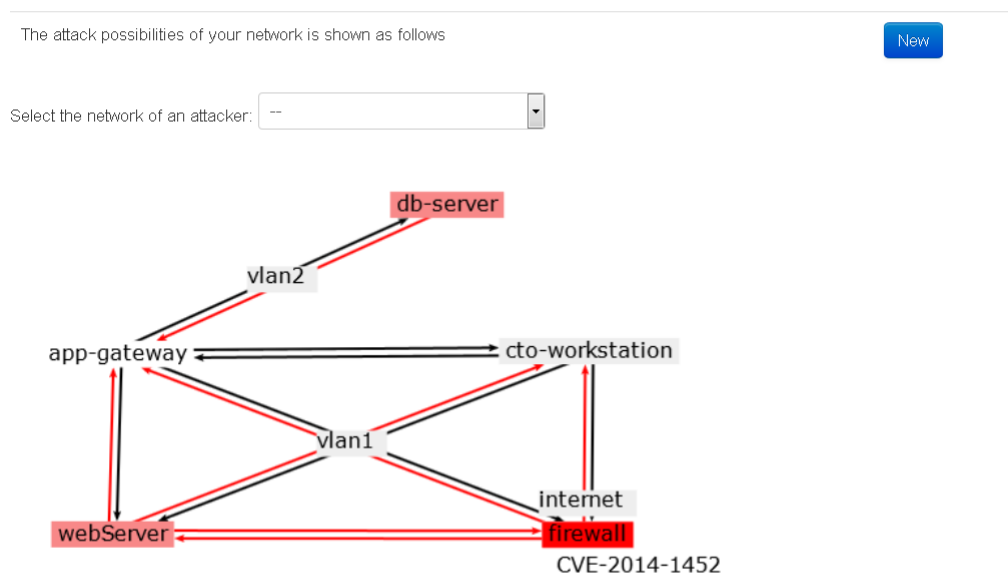 The attack possibilities of your network is shown as follows
New
Select the network of an attacker: --
db-server
vlan2
app-gateway
cto-workstation
vlan1
internet
webServer
firewall
CVE-2014-1452